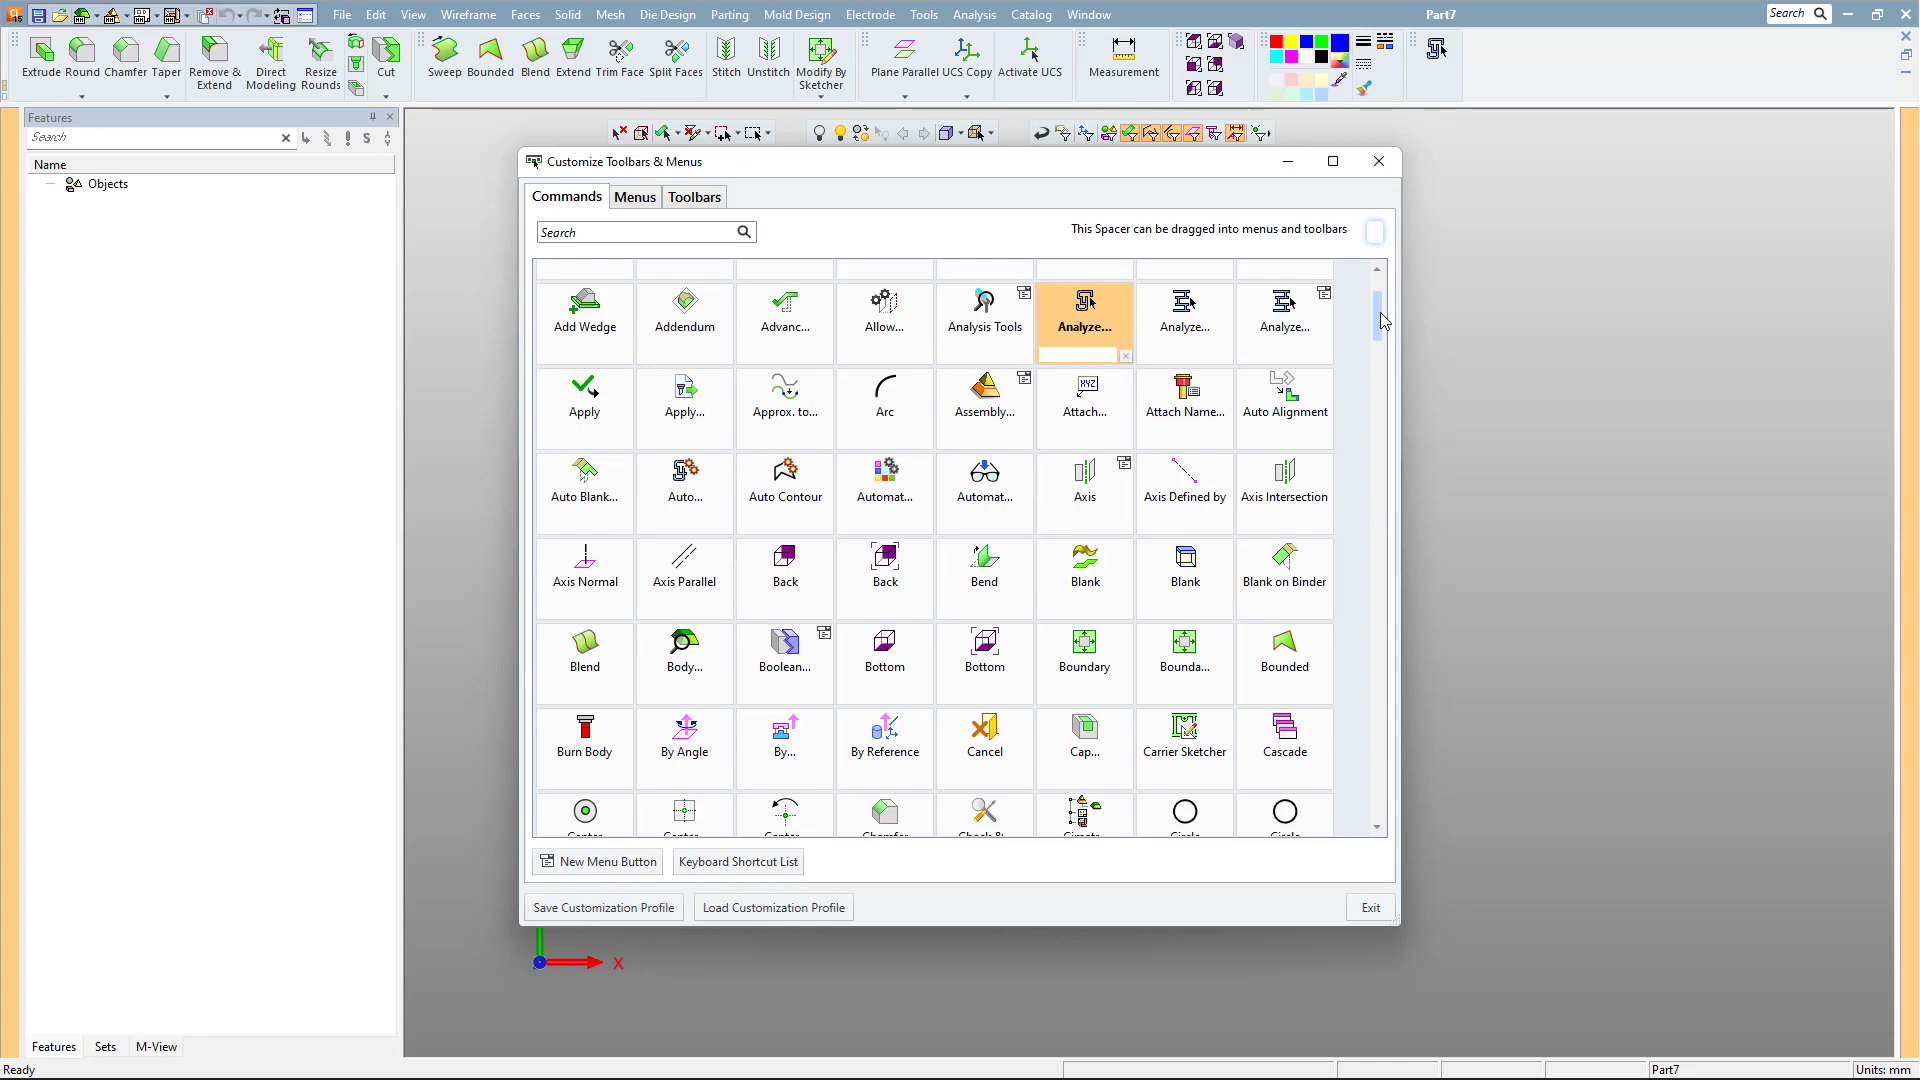 File Edit View Wireframe Faces Solid Mesh Die Design Parting Mold Design Electrode Tools Analysis Catalog Window
Part7
Search
Extrude Round Chamfer Taper Remove & Extend Direct Modeling Resize Rounds Cut
Sweep Bounded Blend Extend Trim Face Split Faces Stitch Unstitch Modify By Sketcher
Plane Parallel UCS Copy Activate UCS
Measurement
Features
Search
Name
Objects
Customize Toolbars & Menus
Commands Menus Toolbars
Search
This Spacer can be dragged into menus and toolbars
Add Wedge Addendum Advanc... Allow... Analysis Tools Analyze... Analyze... Analyze...
Apply Apply... Approx. to... Arc Assembly... Attach... Attach Name... Auto Alignment
Auto Blank... Auto... Auto Contour Automat... Automat... Axis Axis Defined by Axis Intersection
Axis Normal Axis Parallel Back Back Bend Blank Blank Blank on Binder
Blend Body... Boolean... Bottom Bottom Boundary Bounda... Bounded
Burn Body By Angle By... By Reference Cancel Cap... Carrier Sketcher Cascade
New Menu Button Keyboard Shortcut List
Save Customization Profile Load Customization Profile Exit
X
Features Sets M-View
Ready
Part7
Units: mm